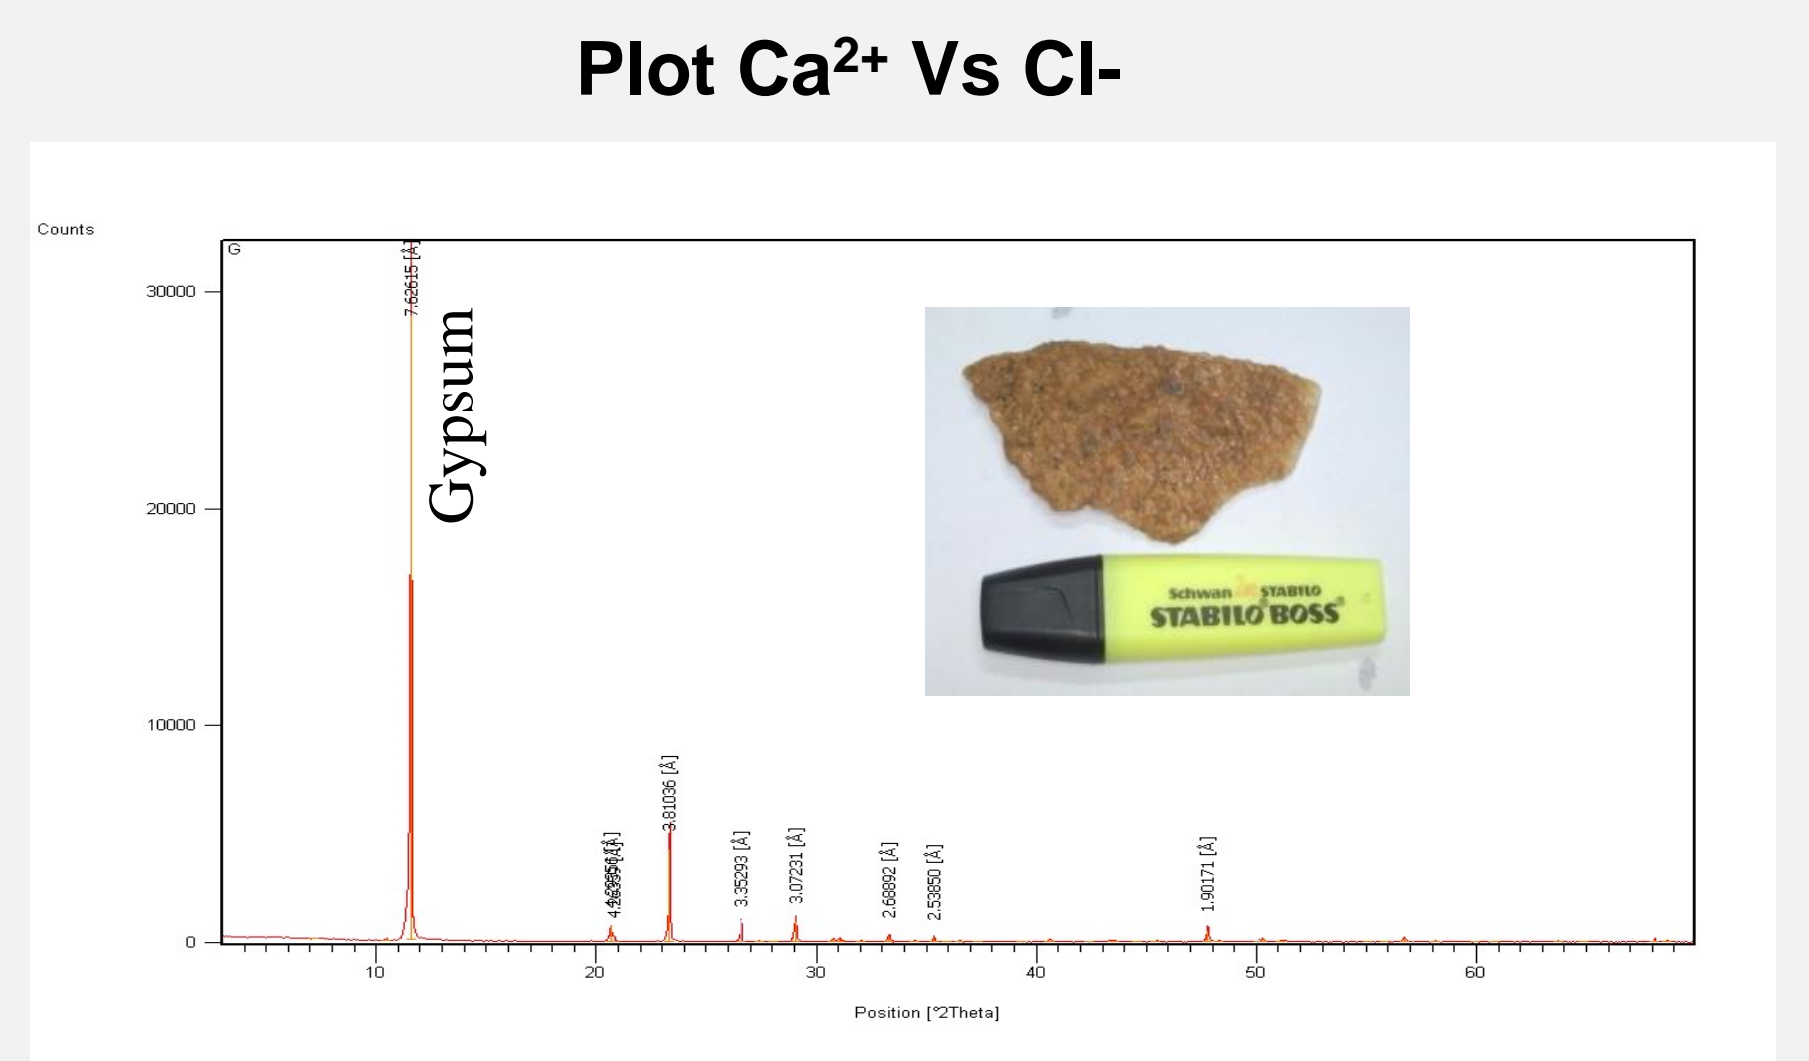 Plot Ca²⁺ Vs Cl-
Counts
G
30000
20000
10000
0
7.62615 [Å]
Gypsum
3.81036 [Å]
3.35293 [Å]
3.07231 [Å]
2.68892 [Å]
2.53850 [Å]
1.90171 [Å]
Schwan STABILO
STABILO BOSS
10 20 30 40 50 60
Position [°2Theta]